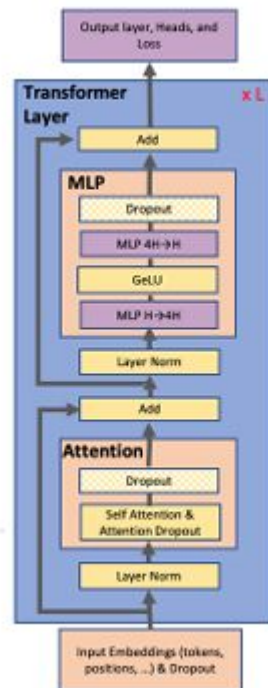 Output layer, Heads, and
Loss
Transformer
Layer
x L
Add
MLP
Dropout
MLP 4H→H
GeLU
MLP H→4H
Layer Norm
Add
Attention
Dropout
Self Attention &
Attention Dropout
Layer Norm
Input Embeddings (tokens,
positions, ...) & Dropout